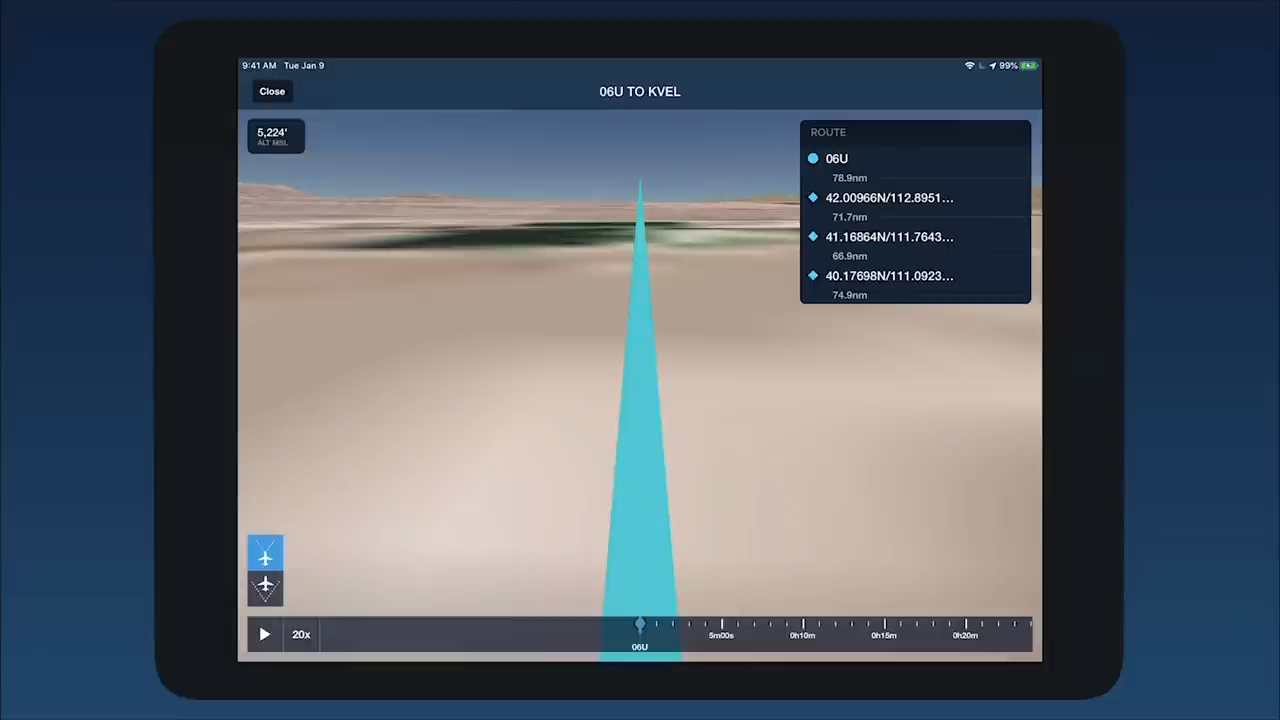 9:41 AM Tue Jan 9
99%
Close
06U TO KVEL
5,224'
ALT MSL
ROUTE
06U
78.9nm
42.00966N/112.8951...
71.7nm
41.16864N/111.7643...
66.9nm
40.17698N/111.0923...
74.9nm
20x
5m00s
0h10m
0h15m
0h20m
06U